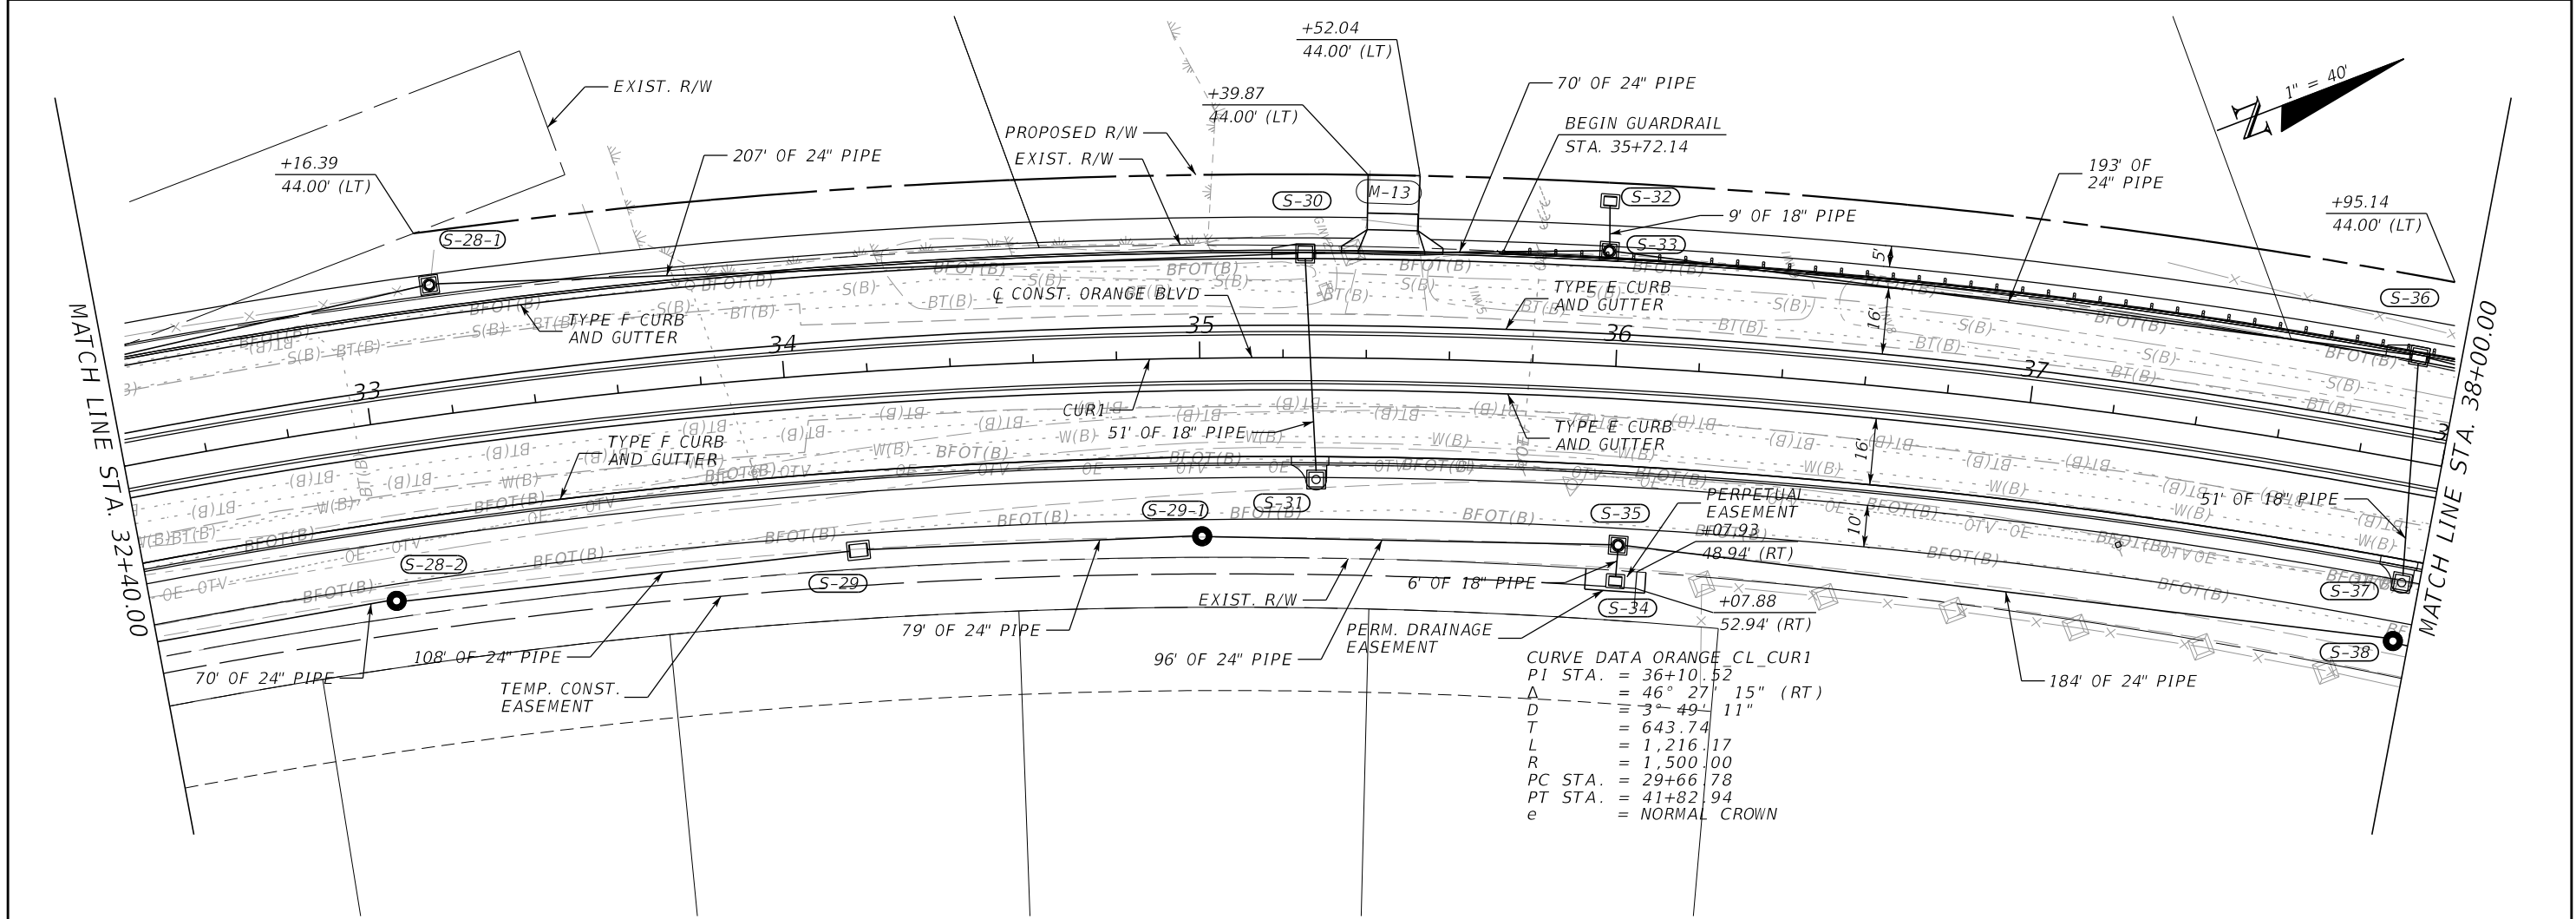 +52.04
44.00' (LT)
1" = 40'
N
EXIST. R/W
70' OF 24" PIPE
+39.87
44.00' (LT)
BEGIN GUARDRAIL
STA. 35+72.14
PROPOSED R/W
EXIST. R/W
207' OF 24" PIPE
+16.39
44.00' (LT)
193' OF
24" PIPE
M-13
S-30
S-32
9' OF 18" PIPE
+95.14
44.00' (LT)
S-28-1
S-33
5'
S-36
℄ CONST. ORANGE BLVD
TYPE E CURB
AND GUTTER
TYPE F CURB
AND GUTTER
16'
33
34
35
36
37
3
MATCH LINE STA. 32+40.00
MATCH LINE STA. 38+00.00
BFOT(B)
S(B)
BT(B)
W(B)
OE
OTV
CUR1
51' OF 18" PIPE
TYPE E CURB
AND GUTTER
TYPE F CURB
AND GUTTER
16'
10'
S-31
S-29-1
S-35
PERPETUAL
EASEMENT
+07.93
48.94' (RT)
51' OF 18" PIPE
S-28-2
S-29
6' OF 18" PIPE
S-37
EXIST. R/W
S-34
+07.88
52.94' (RT)
79' OF 24" PIPE
PERM. DRAINAGE
EASEMENT
S-38
108' OF 24" PIPE
96' OF 24" PIPE
70' OF 24" PIPE
TEMP. CONST.
EASEMENT
184' OF 24" PIPE
CURVE DATA ORANGE_CL_CUR1
PI STA. = 36+10.52
Δ = 46° 27' 15" (RT)
D = 3° 49' 11"
T = 643.74
L = 1,216.17
R = 1,500.00
PC STA. = 29+66.78
PT STA. = 41+82.94
e = NORMAL CROWN